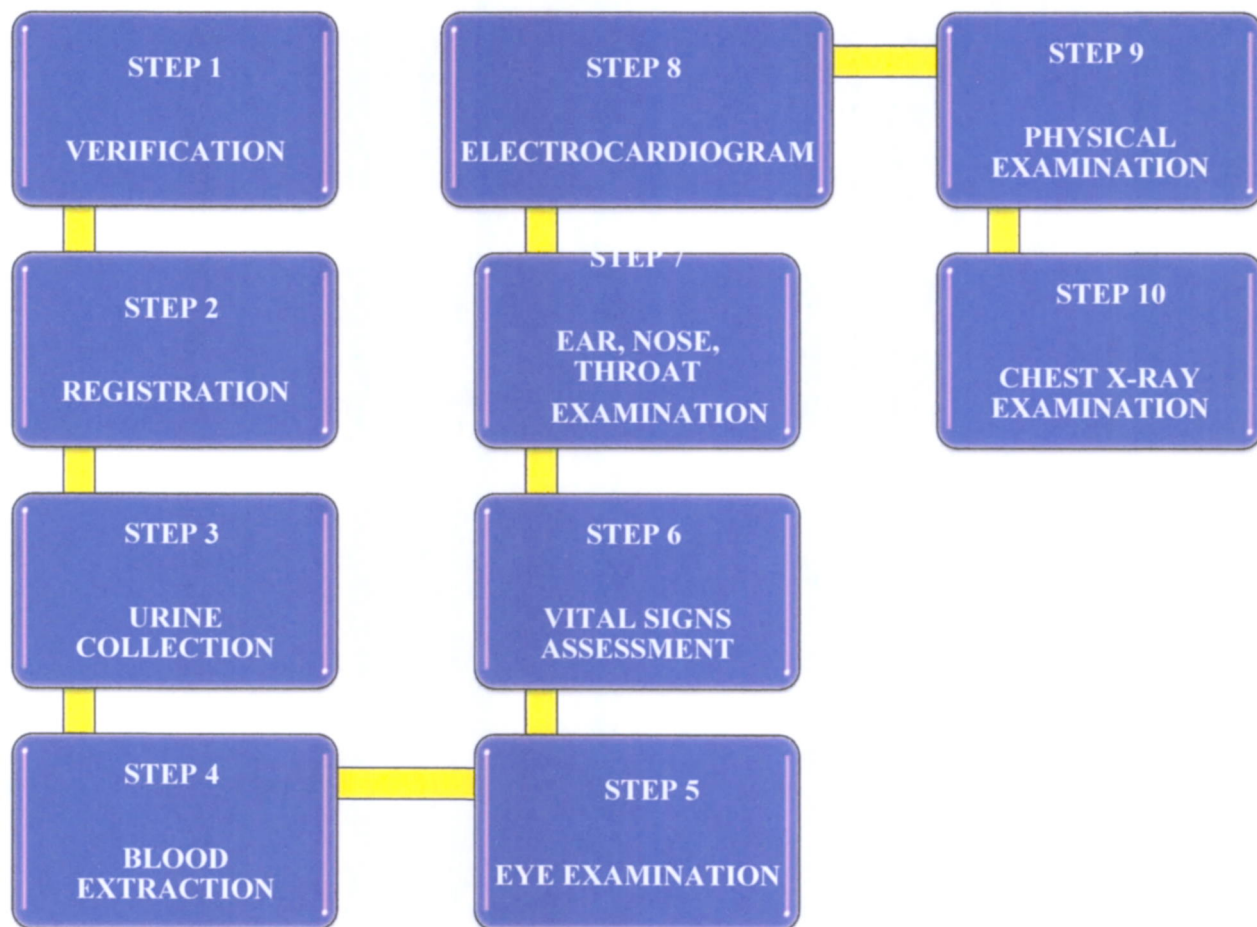 STEP 1
VERIFICATION
STEP 2
REGISTRATION
STEP 3
URINE
COLLECTION
STEP 4
BLOOD
EXTRACTION
STEP 5
EYE EXAMINATION
STEP 6
VITAL SIGNS
ASSESSMENT
STEP 7
EAR, NOSE,
THROAT
EXAMINATION
STEP 8
ELECTROCARDIOGRAM
STEP 9
PHYSICAL
EXAMINATION
STEP 10
CHEST X-RAY
EXAMINATION